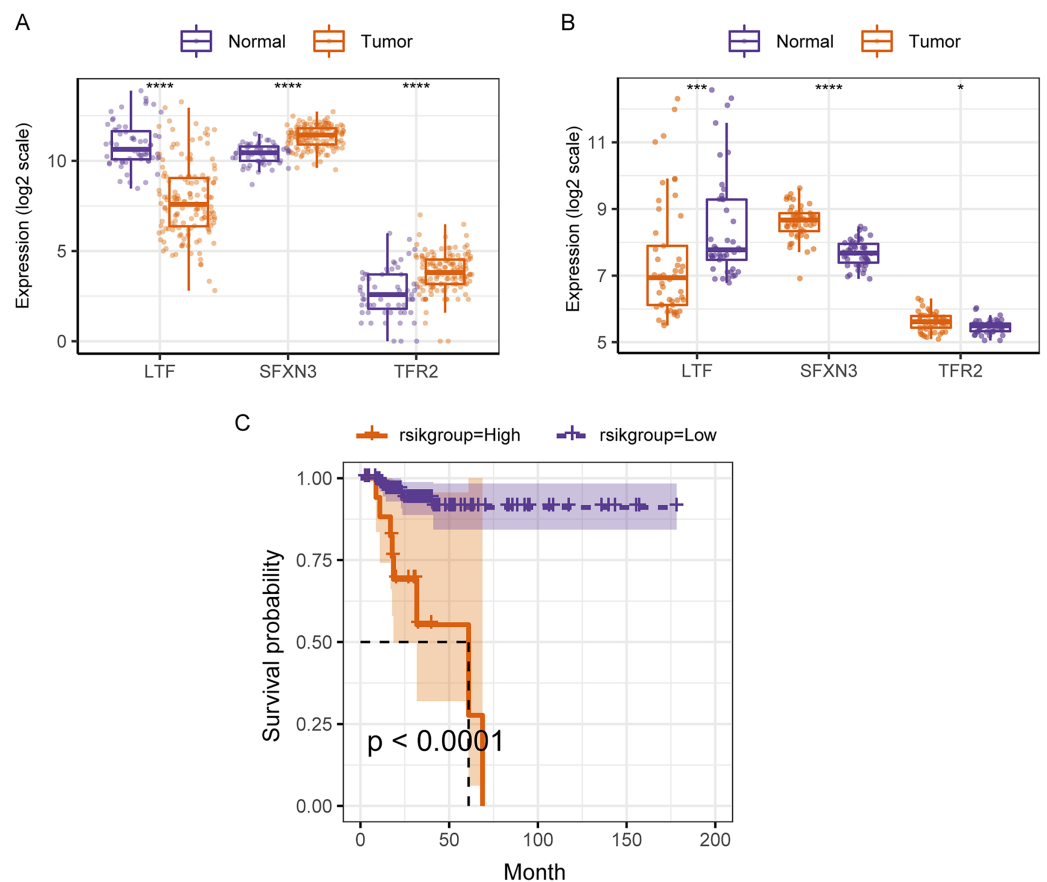 A
Normal
Tumor
****
****
****
Expression (log2 scale)
10
5
0
LTF
SFXN3
TFR2
B
Normal
Tumor
***
****
*
Expression (log2 scale)
11
9
7
5
LTF
SFXN3
TFR2
C
rsikgroup=High
rsikgroup=Low
Survival probability
1.00
0.75
0.50
0.25
0.00
p < 0.0001
0
50
100
150
200
Month